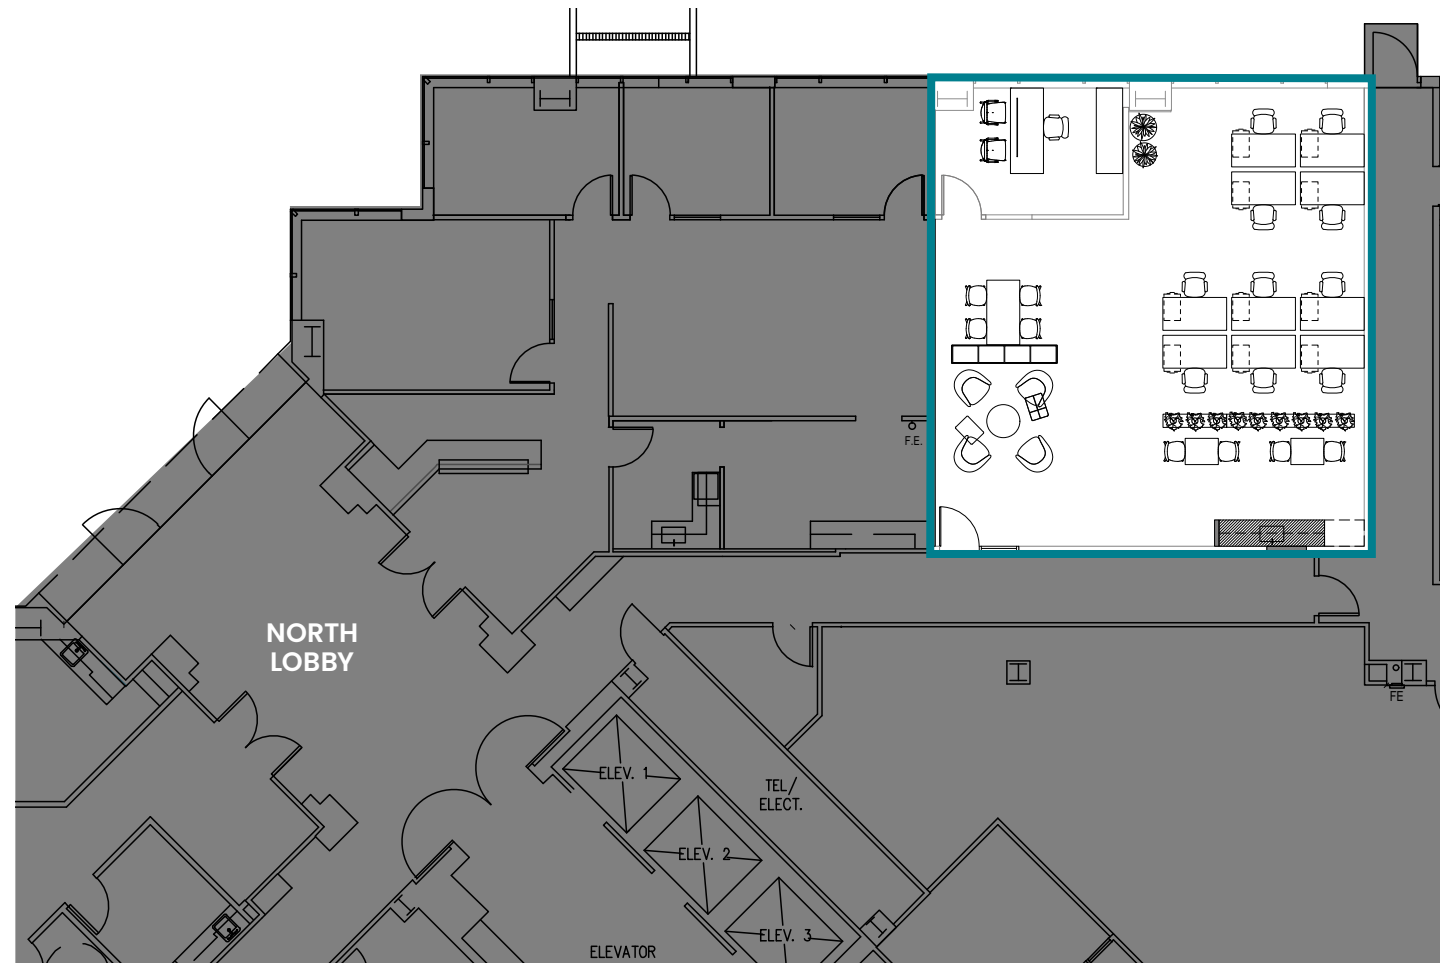 F.E.
NORTH
LOBBY
FE
ELEV. 1
TEL/
ELECT.
ELEV. 2
ELEV. 3
ELEVATOR